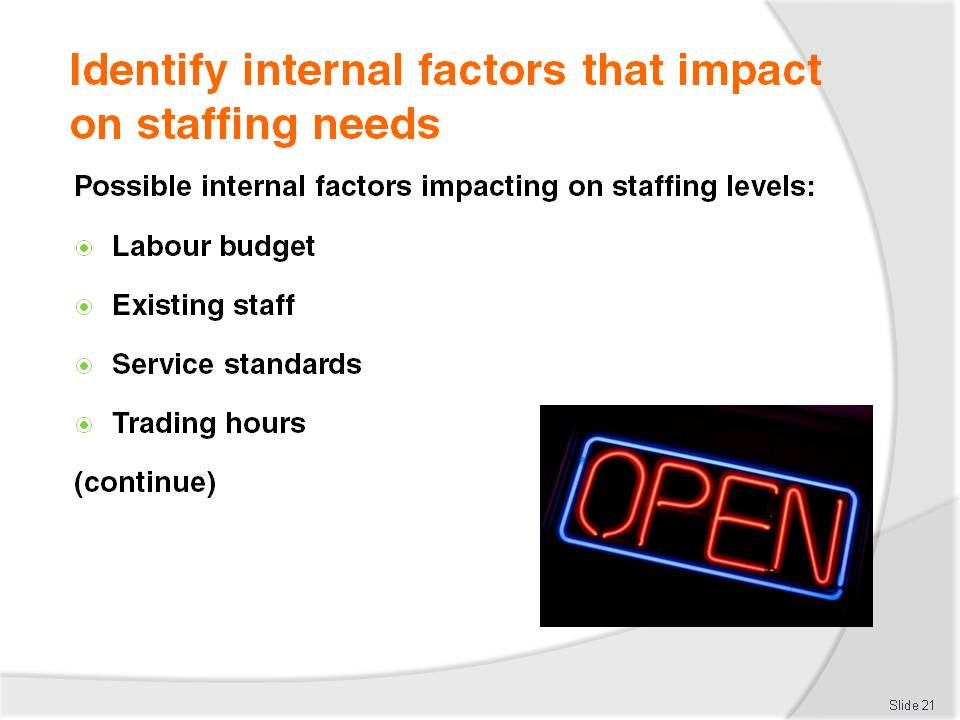 Identify internal factors that impact
on staffing needs
Possible internal factors impacting on staffing levels:
Labour budget
Existing staff
Service standards
Trading hours
(continue)
OPEN
Slide 21